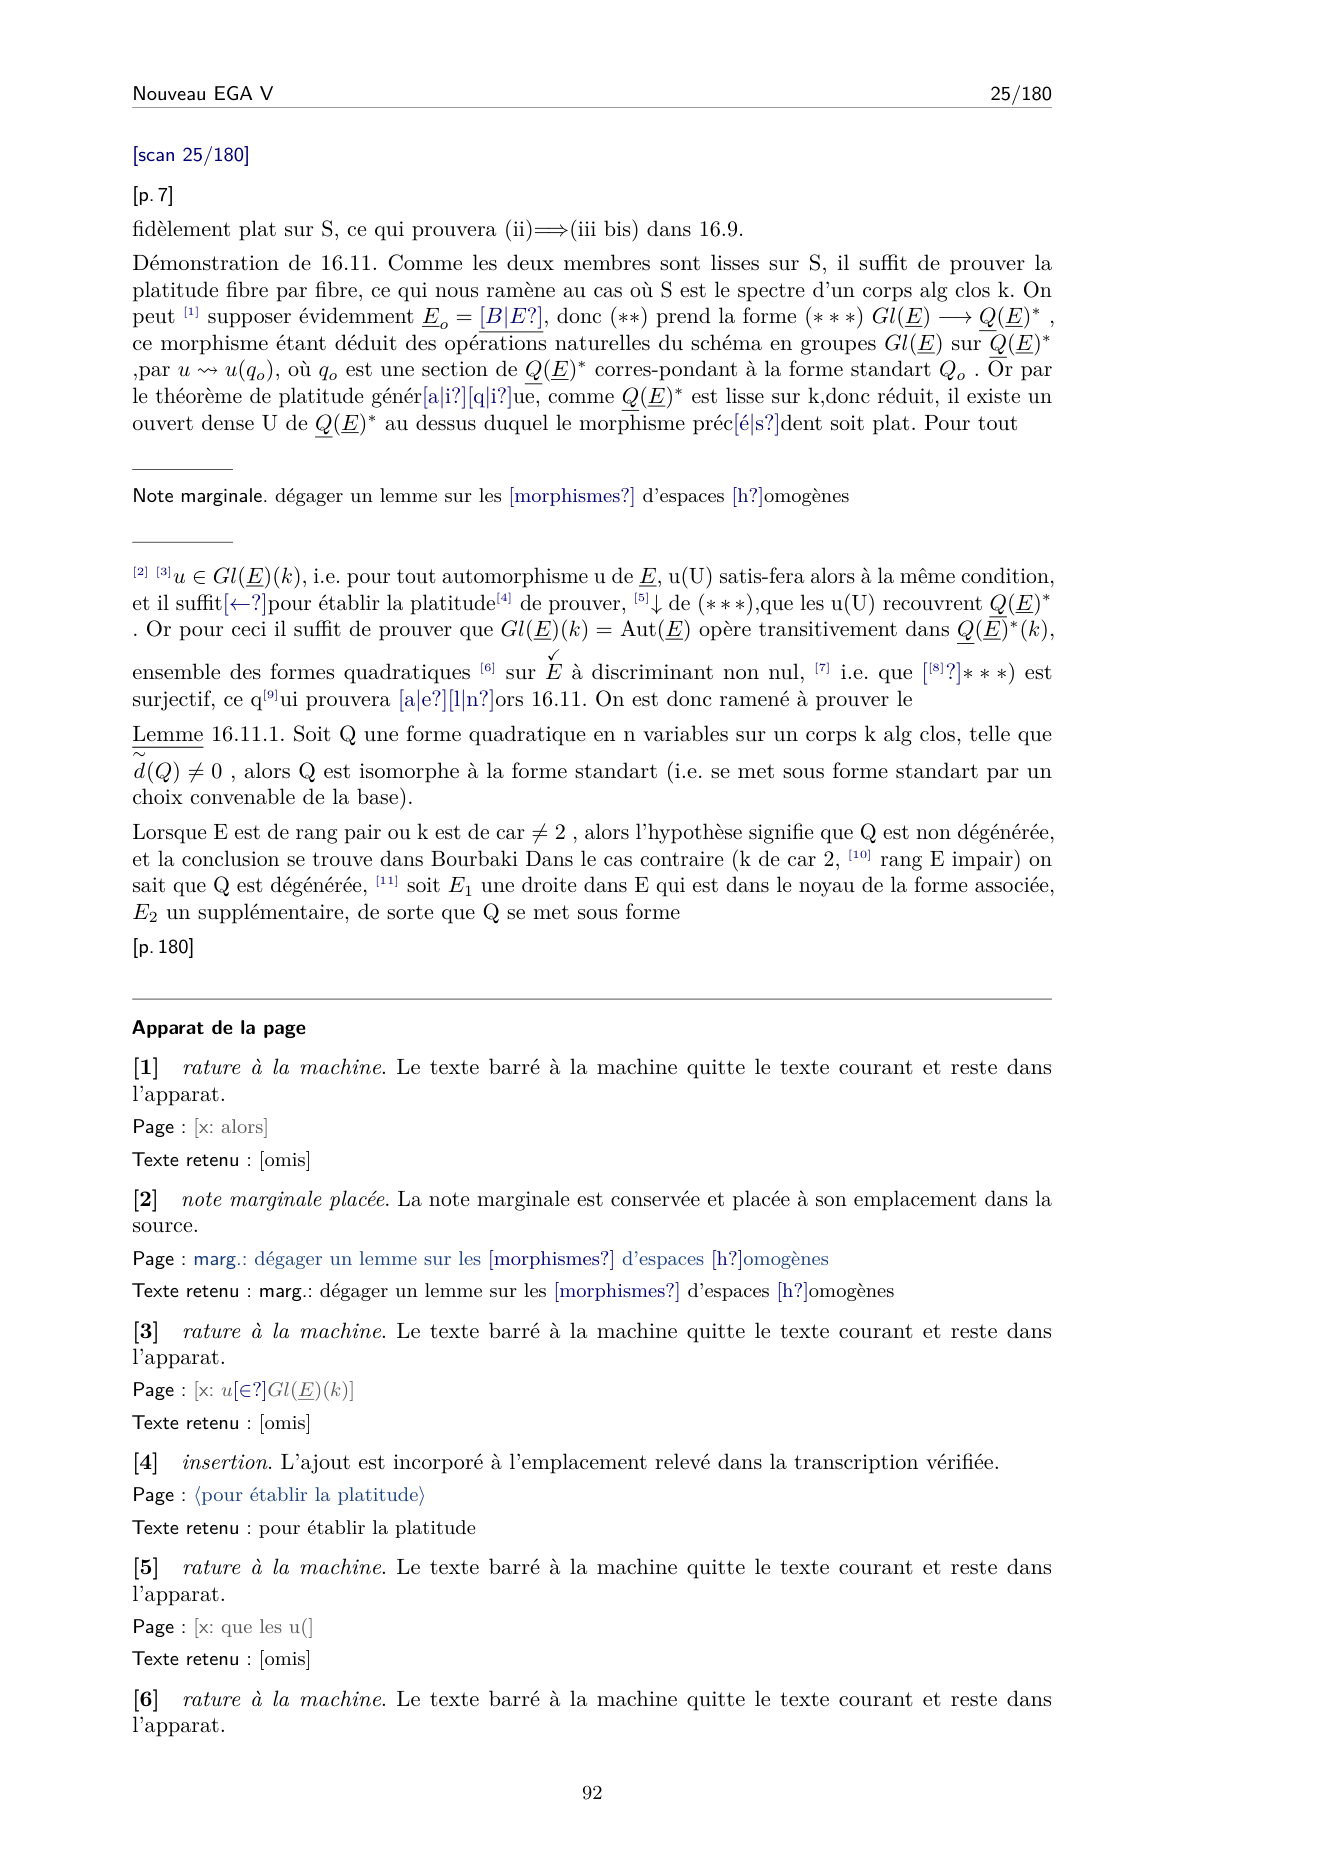 Nouveau EGA V 25/180
[scan 25/180]
[p. 7]
fidèlement plat sur S, ce qui prouvera (ii)⟹(iii bis) dans 16.9.
Démonstration de 16.11. Comme les deux membres sont lisses sur S, il suffit de prouver la
platitude fibre par fibre, ce qui nous ramène au cas où S est le spectre d'un corps alg clos k. On
peut [1] supposer évidemment E_o = [B|E?], donc (∗∗) prend la forme (∗ ∗ ∗) Gl(E) ⟶ Q(E)* ,
ce morphisme étant déduit des opérations naturelles du schéma en groupes Gl(E) sur Q(E)*
,par u ⇝ u(q_o), où q_o est une section de Q(E)* corres-pondant à la forme standart Q_o . Or par
le théorème de platitude génér[a|i?][q|i?]ue, comme Q(E)* est lisse sur k,donc réduit, il existe un
ouvert dense U de Q(E)* au dessus duquel le morphisme préc[é|s?]dent soit plat. Pour tout
Note marginale. dégager un lemme sur les [morphismes?] d'espaces [h?]omogènes
[2] [3]u ∈ Gl(E)(k), i.e. pour tout automorphisme u de E, u(U) satis-fera alors à la même condition,
et il suffit[←?]pour établir la platitude[4] de prouver, [5]↓ de (∗ ∗ ∗),que les u(U) recouvrent Q(E)*
. Or pour ceci il suffit de prouver que Gl(E)(k) = Aut(E) opère transitivement dans Q(E)*(k),
ensemble des formes quadratiques [6] sur Ě à discriminant non nul, [7] i.e. que [[8]?]∗ ∗ ∗) est
surjectif, ce q[9]ui prouvera [a|e?][l|n?]ors 16.11. On est donc ramené à prouver le
Lemme 16.11.1. Soit Q une forme quadratique en n variables sur un corps k alg clos, telle que
d̃(Q) ≠ 0 , alors Q est isomorphe à la forme standart (i.e. se met sous forme standart par un
choix convenable de la base).
Lorsque E est de rang pair ou k est de car ≠ 2 , alors l'hypothèse signifie que Q est non dégénérée,
et la conclusion se trouve dans Bourbaki Dans le cas contraire (k de car 2, [10] rang E impair) on
sait que Q est dégénérée, [11] soit E₁ une droite dans E qui est dans le noyau de la forme associée,
E₂ un supplémentaire, de sorte que Q se met sous forme
[p. 180]
Apparat de la page
[1] rature à la machine. Le texte barré à la machine quitte le texte courant et reste dans
l'apparat.
Page : [x: alors]
Texte retenu : [omis]
[2] note marginale placée. La note marginale est conservée et placée à son emplacement dans la
source.
Page : marg.: dégager un lemme sur les [morphismes?] d'espaces [h?]omogènes
Texte retenu : marg.: dégager un lemme sur les [morphismes?] d'espaces [h?]omogènes
[3] rature à la machine. Le texte barré à la machine quitte le texte courant et reste dans
l'apparat.
Page : [x: u[∈?]Gl(E)(k)]
Texte retenu : [omis]
[4] insertion. L'ajout est incorporé à l'emplacement relevé dans la transcription vérifiée.
Page : ⟨pour établir la platitude⟩
Texte retenu : pour établir la platitude
[5] rature à la machine. Le texte barré à la machine quitte le texte courant et reste dans
l'apparat.
Page : [x: que les u(]
Texte retenu : [omis]
[6] rature à la machine. Le texte barré à la machine quitte le texte courant et reste dans
l'apparat.
92